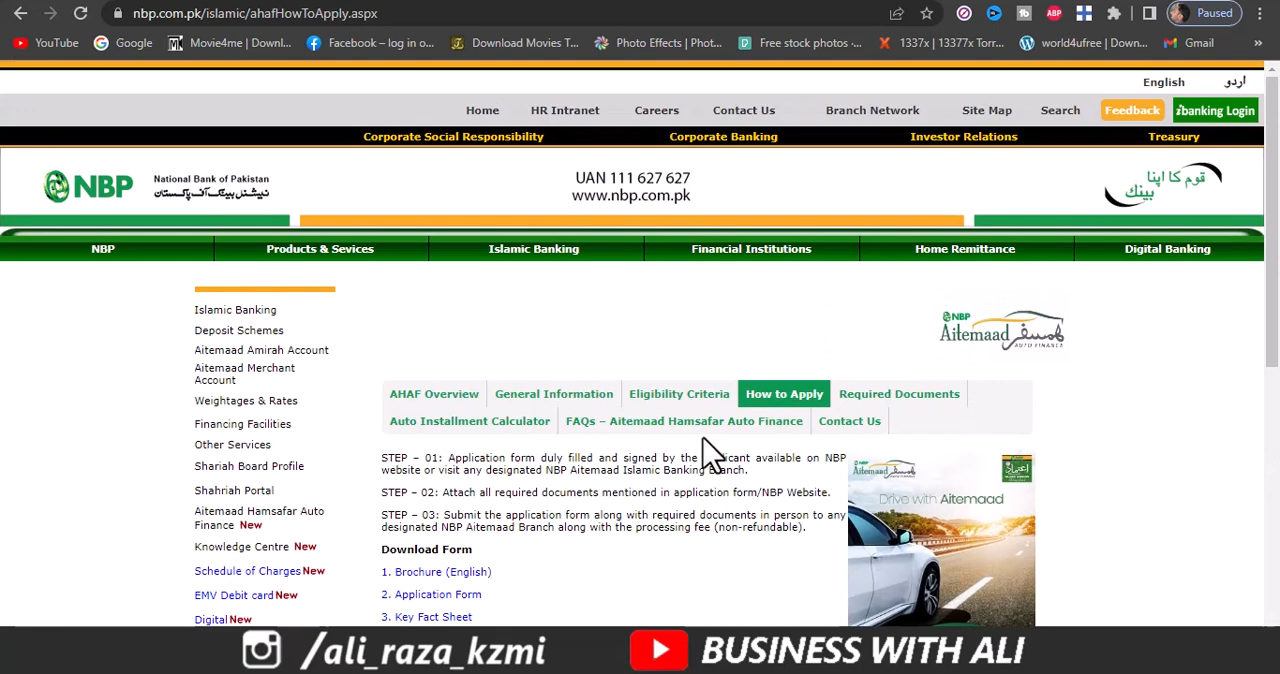 nbp.com.pk/islamic/ahafHowToApply.aspx
Paused
YouTube Google Movie4me | Downl... Facebook – log in o... Download Movies T... Photo Effects | Phot... Free stock photos -... 1337x | 13377x Torr... world4ufree | Down... Gmail »
English اردو
Home HR Intranet Careers Contact Us Branch Network Site Map Search Feedback ibanking Login
Corporate Social Responsibility Corporate Banking Investor Relations Treasury
NBP National Bank of Pakistan
نیشنل بینک آف پاکستان
UAN 111 627 627
www.nbp.com.pk
قوم کا اپنا
بینک
NBP Products & Sevices Islamic Banking Financial Institutions Home Remittance Digital Banking
Islamic Banking
Deposit Schemes
Aitemaad Amirah Account
Aitemaad Merchant
Account
Weightages & Rates
Financing Facilities
Other Services
Shariah Board Profile
Shahriah Portal
Aitemaad Hamsafar Auto
Finance New
Knowledge Centre New
Schedule of Charges New
EMV Debit card New
Digital New
NBP
Aitemaad ہمسفر
AUTO FINANCE
AHAF Overview General Information Eligibility Criteria How to Apply Required Documents
Auto Installment Calculator FAQs – Aitemaad Hamsafar Auto Finance Contact Us
STEP – 01: Application form duly filled and signed by the available on NBP
website or visit any designated NBP Aitemaad Islamic Banking Branch.
STEP – 02: Attach all required documents mentioned in application form/NBP Website.
STEP – 03: Submit the application form along with required documents in person to any
designated NBP Aitemaad Branch along with the processing fee (non-refundable).
Download Form
1. Brochure (English)
2. Application Form
3. Key Fact Sheet
Aitemaad ہمسفر
اعتماد
Drive with Aitemaad
/ali_raza_kzmi BUSINESS WITH ALI